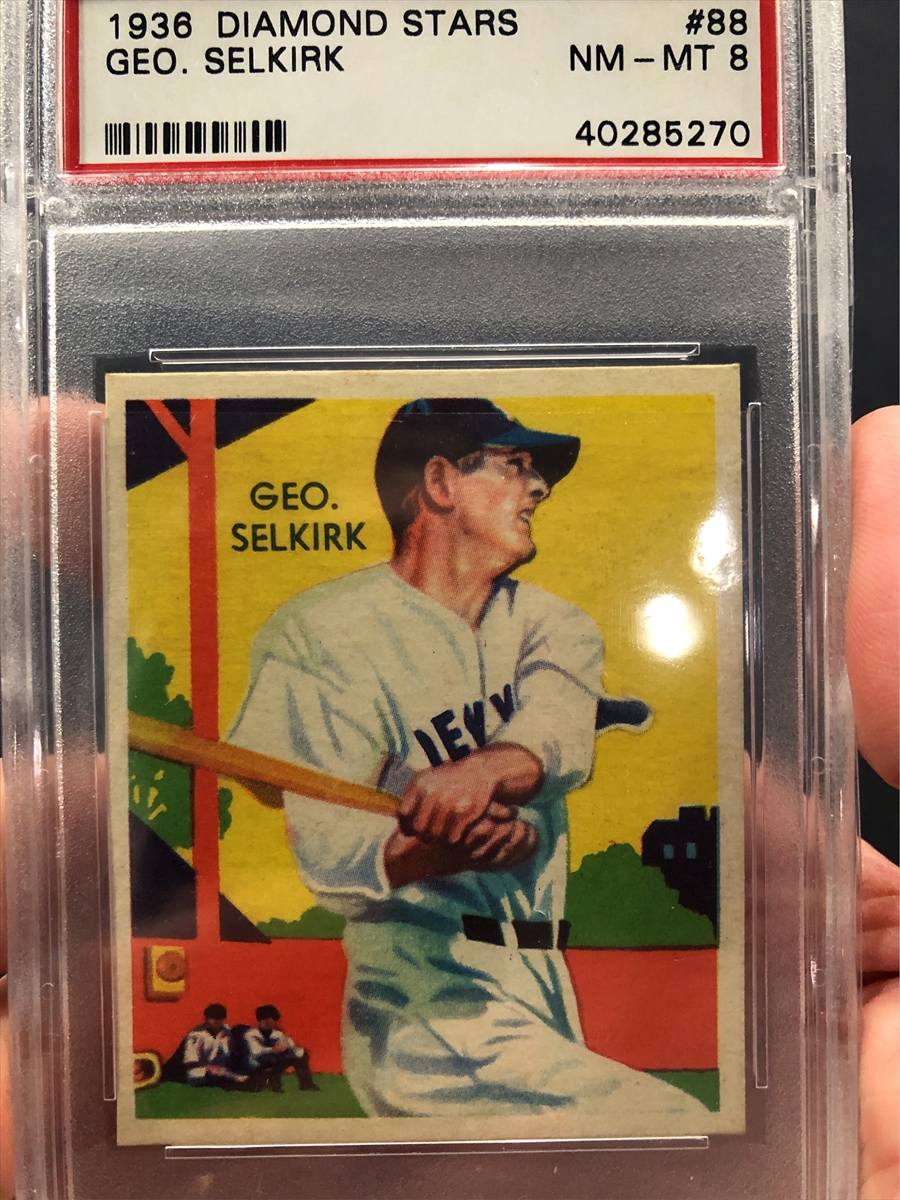 1936 DIAMOND STARS #88
GEO. SELKIRK NM-MT 8
40285270
GEO.
SELKIRK